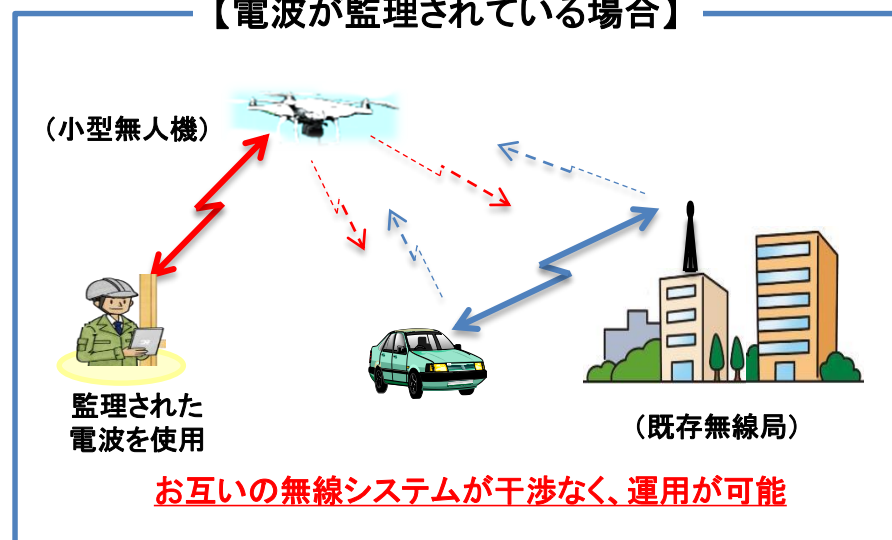 【電波が監理されている場合】
（小型無人機）
監理された
電波を使用
（既存無線局）
お互いの無線システムが干渉なく、運用が可能